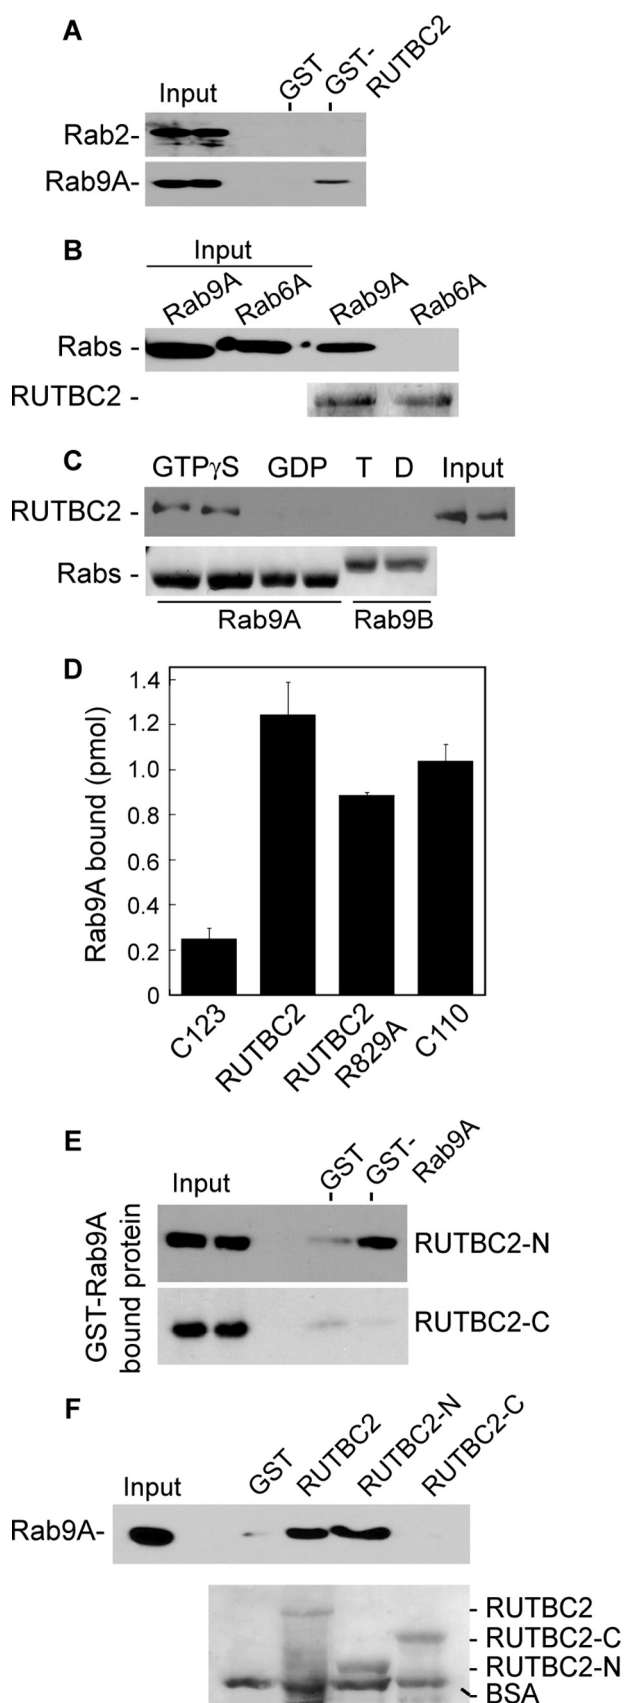 A
Input GST GST-RUTBC2
Rab2-
Rab9A-
B
Input
Rab9A Rab6A Rab9A Rab6A
Rabs -
RUTBC2 -
C
GTPγS GDP T D Input
RUTBC2 -
Rabs -
Rab9A Rab9B
D
Rab9A bound (pmol)
1.4
1.2
1.0
0.8
0.6
0.4
0.2
0
C123 RUTBC2 RUTBC2 R829A C110
E
Input GST GST-Rab9A
GST-Rab9A
bound protein
RUTBC2-N
RUTBC2-C
F
Input GST RUTBC2 RUTBC2-N RUTBC2-C
Rab9A-
- RUTBC2
- RUTBC2-C
- RUTBC2-N
- BSA